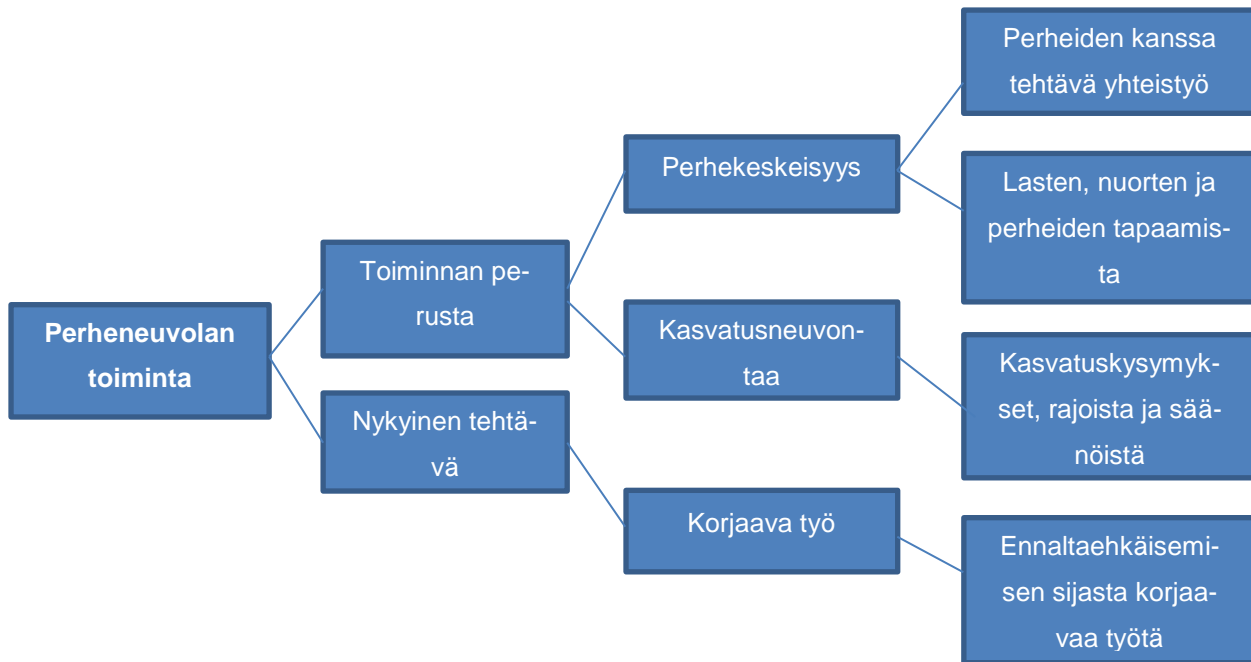 Perheneuvolan
toiminta
Toiminnan pe-
rusta
Nykyinen tehtä-
vä
Perhekeskeisyys
Kasvatusneuvon-
taa
Korjaava työ
Perheiden kanssa
tehtävä yhteistyö
Lasten, nuorten ja
perheiden tapaamis-
ta
Kasvatuskysymyk-
set, rajoista ja sää-
nöistä
Ennaltaehkäisemi-
sen sijasta korjaa-
vaa työtä